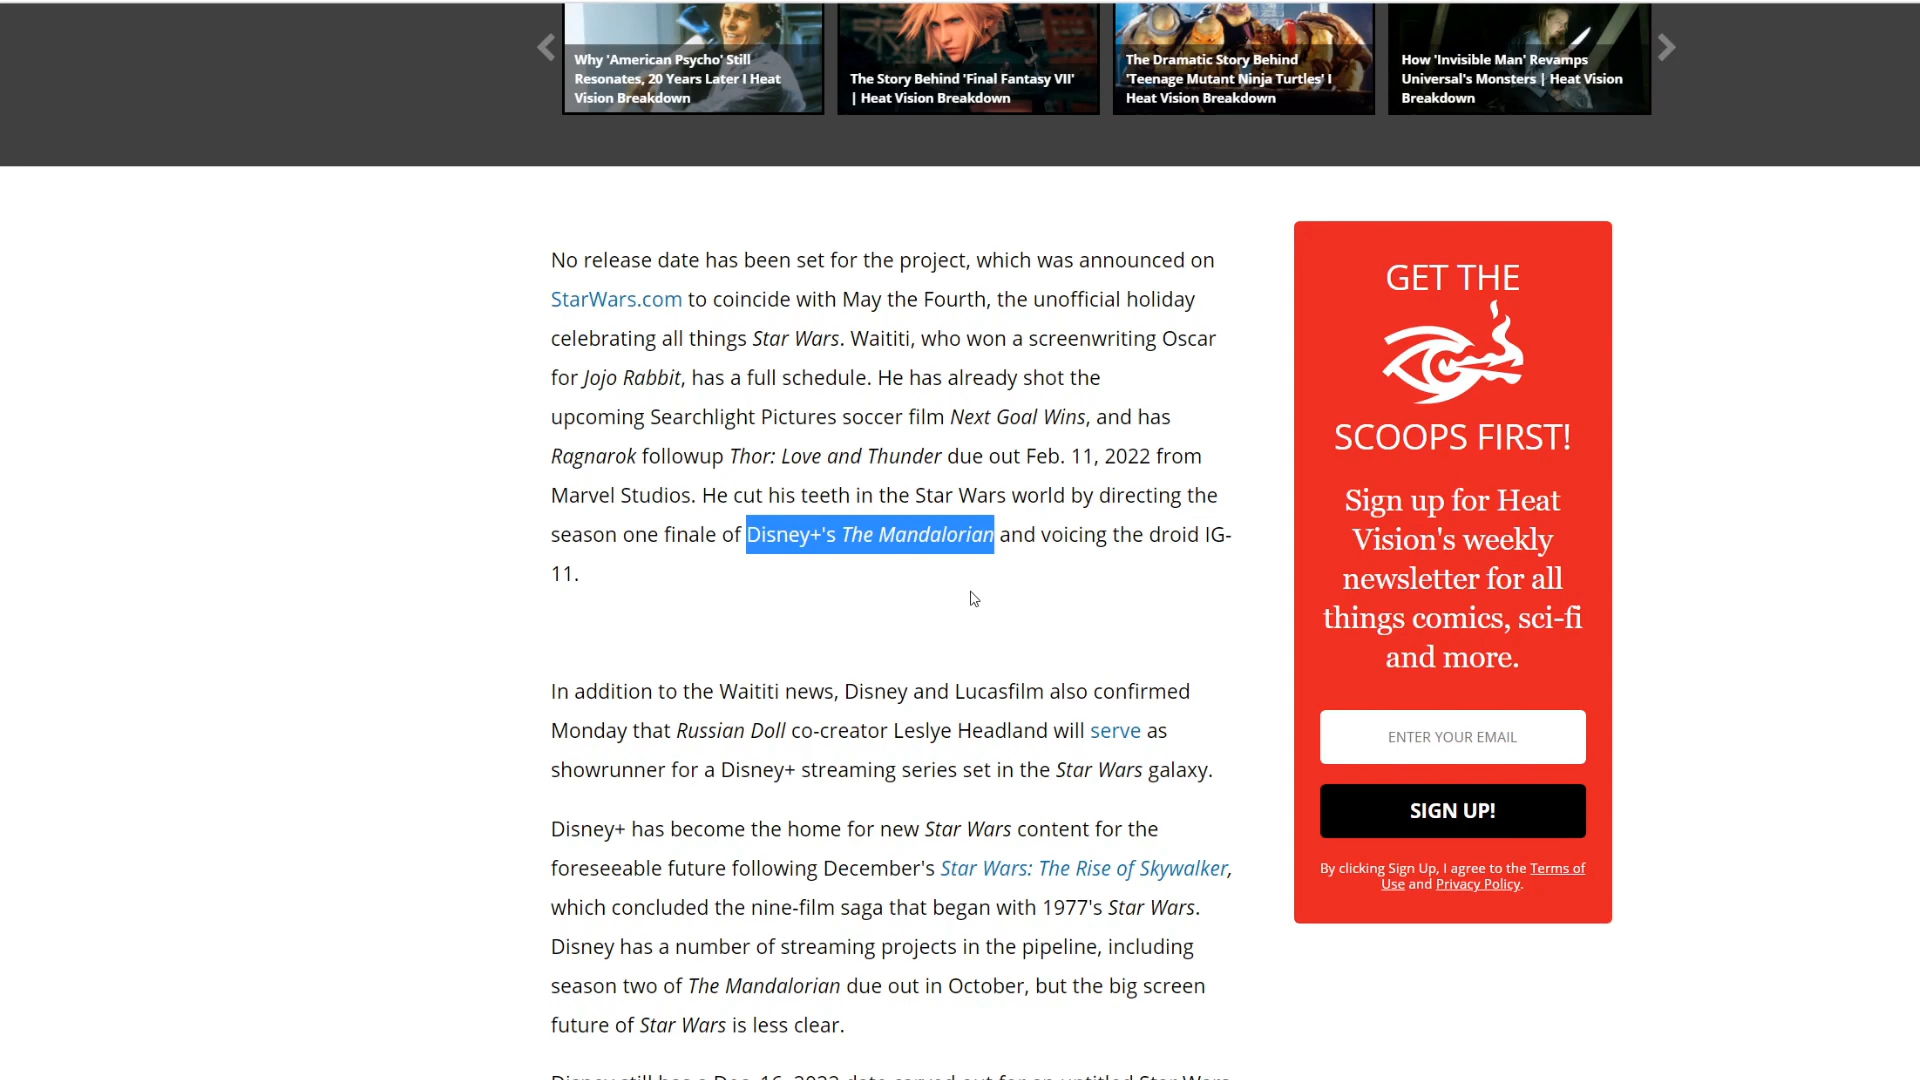 Why 'American Psycho' Still
Resonates, 20 Years Later I Heat
Vision Breakdown
The Story Behind 'Final Fantasy VII'
| Heat Vision Breakdown
The Dramatic Story Behind
'Teenage Mutant Ninja Turtles' I
Heat Vision Breakdown
How 'Invisible Man' Revamps
Universal's Monsters | Heat Vision
Breakdown
No release date has been set for the project, which was announced on
StarWars.com to coincide with May the Fourth, the unofficial holiday
celebrating all things Star Wars. Waititi, who won a screenwriting Oscar
for Jojo Rabbit, has a full schedule. He has already shot the
upcoming Searchlight Pictures soccer film Next Goal Wins, and has
Ragnarok followup Thor: Love and Thunder due out Feb. 11, 2022 from
Marvel Studios. He cut his teeth in the Star Wars world by directing the
season one finale of Disney+'s The Mandalorian and voicing the droid IG-
11.
In addition to the Waititi news, Disney and Lucasfilm also confirmed
Monday that Russian Doll co-creator Leslye Headland will serve as
showrunner for a Disney+ streaming series set in the Star Wars galaxy.
Disney+ has become the home for new Star Wars content for the
foreseeable future following December's Star Wars: The Rise of Skywalker,
which concluded the nine-film saga that began with 1977's Star Wars.
Disney has a number of streaming projects in the pipeline, including
season two of The Mandalorian due out in October, but the big screen
future of Star Wars is less clear.
Disney still has a Dec. 16, 2022 date carved out for an untitled Star Wars
GET THE
SCOOPS FIRST!
Sign up for Heat
Vision's weekly
newsletter for all
things comics, sci-fi
and more.
ENTER YOUR EMAIL
SIGN UP!
By clicking Sign Up, I agree to the Terms of
Use and Privacy Policy.